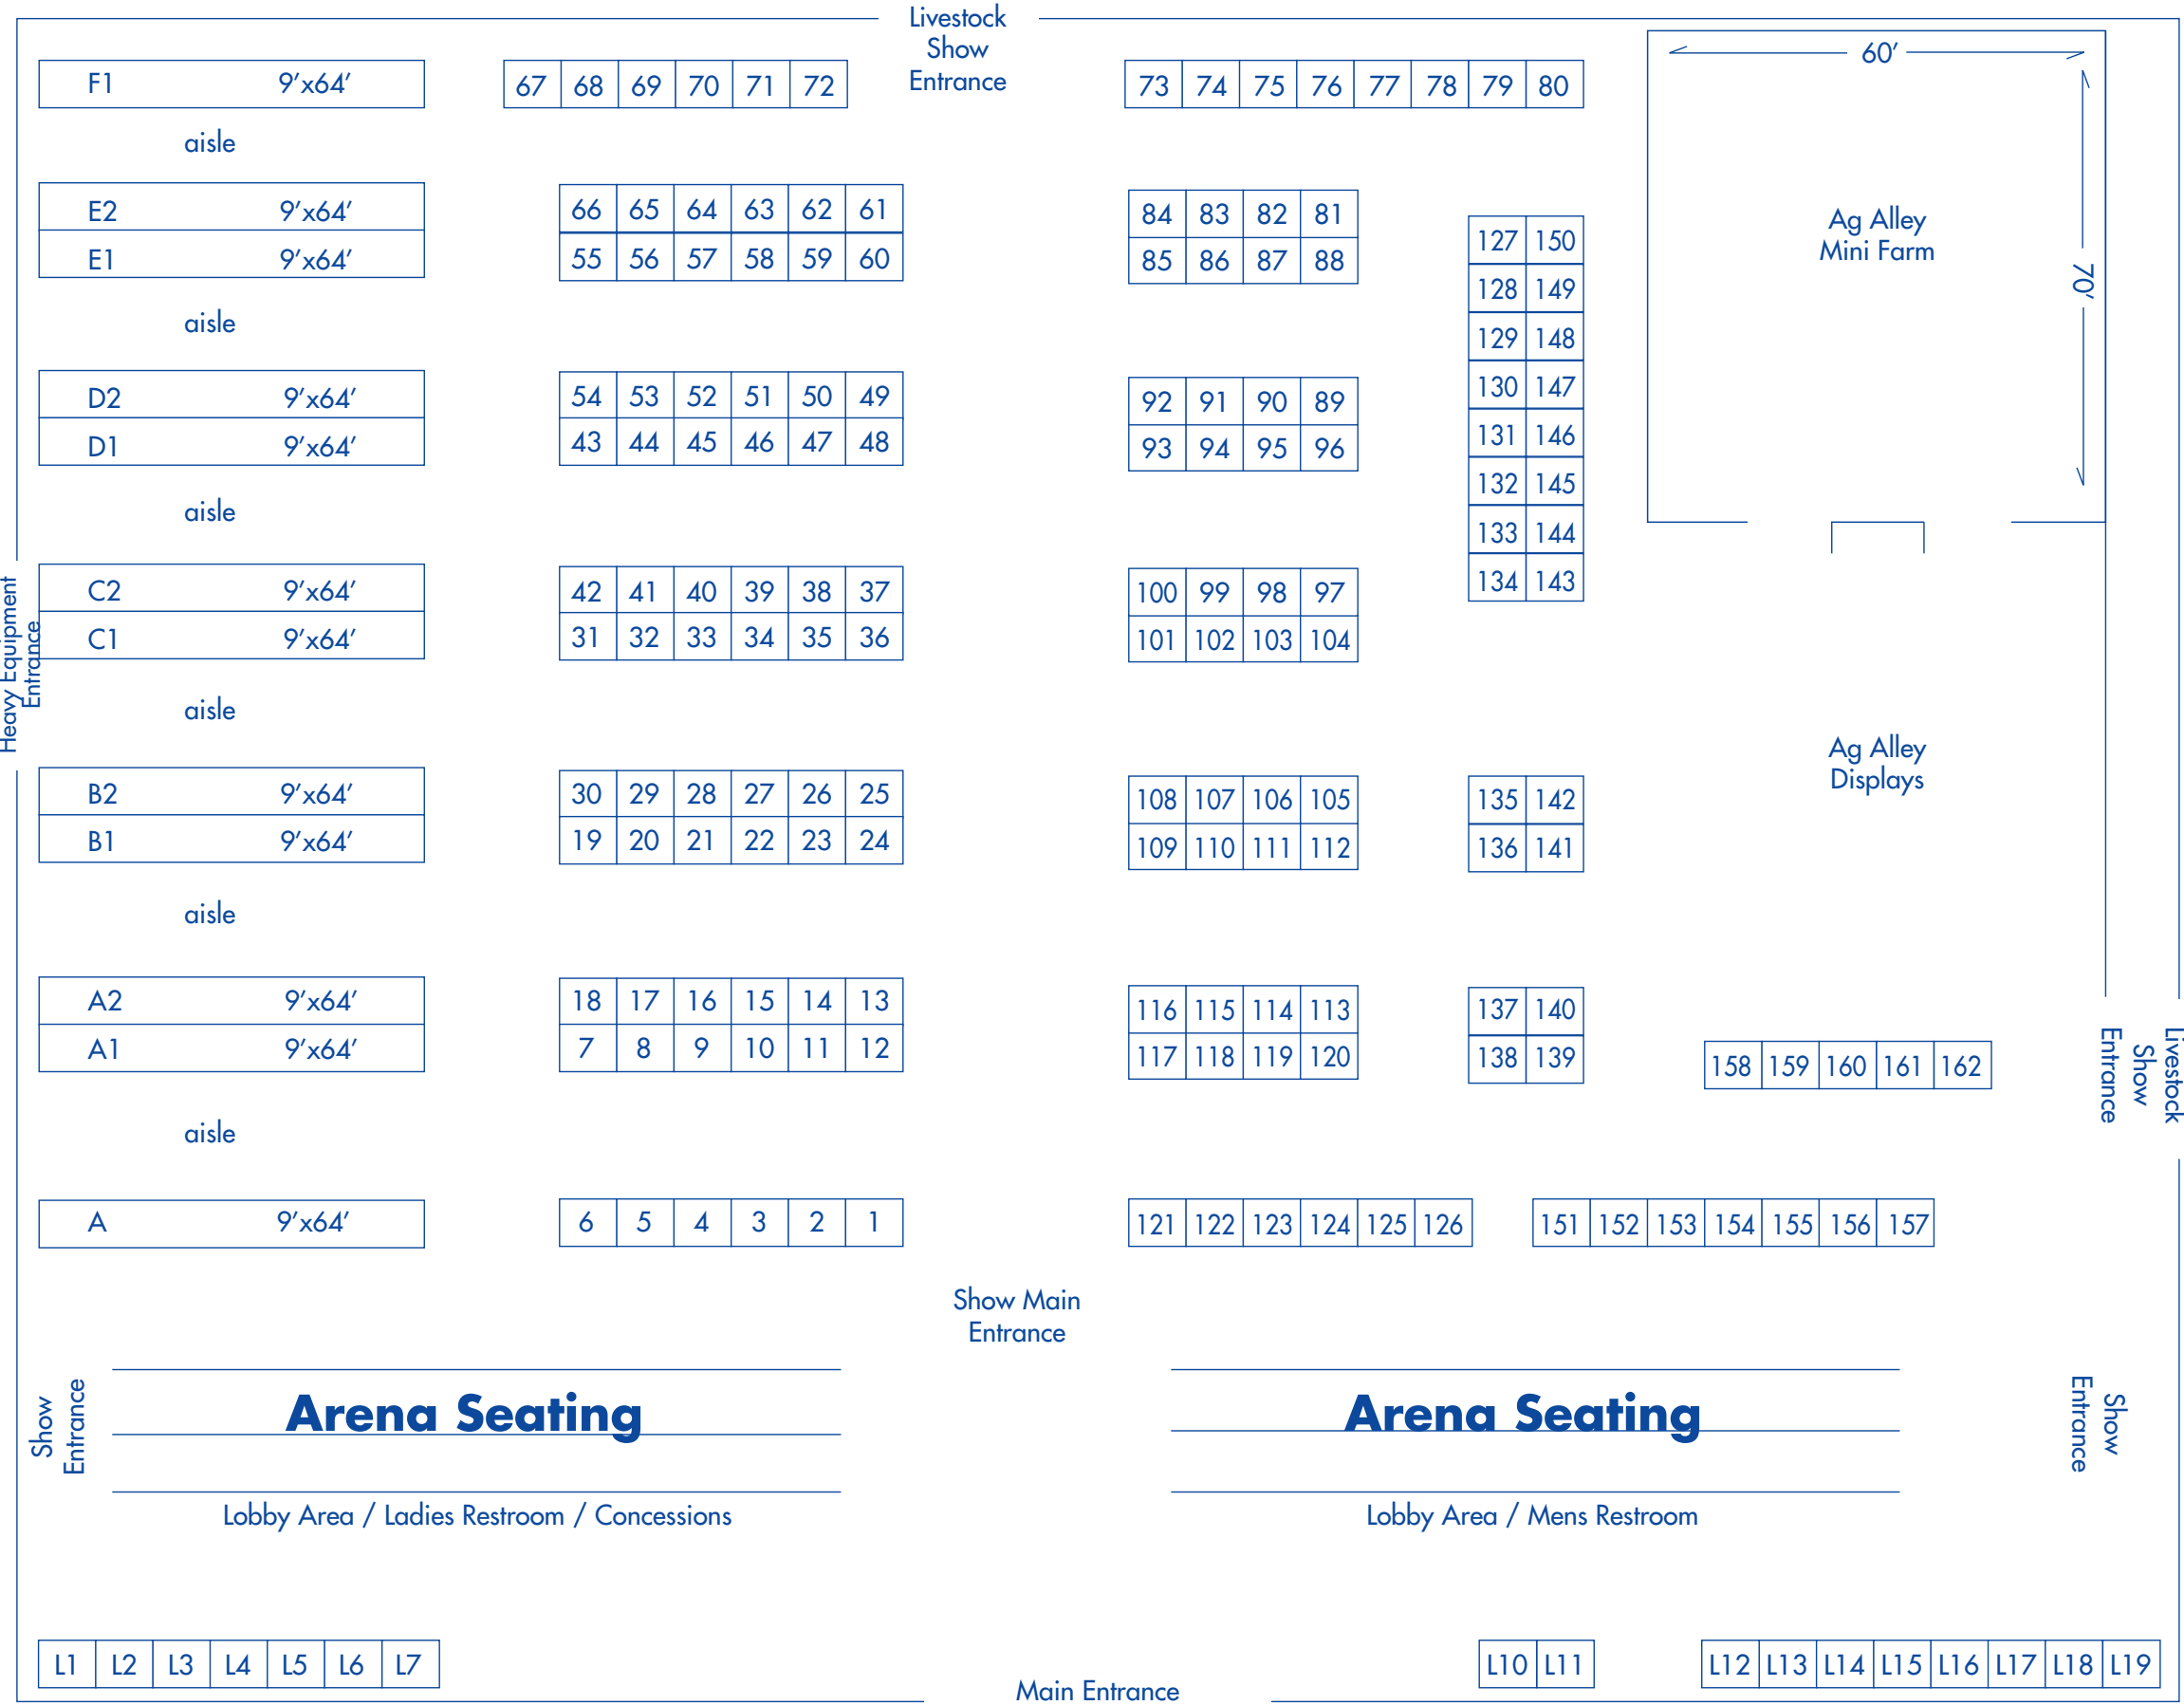 Livestock
Show
Entrance
60′
F1 9′x64′
67 68 69 70 71 72
73 74 75 76 77 78 79 80
aisle
E2 9′x64′
66 65 64 63 62 61
84 83 82 81
Ag Alley
Mini Farm
127 150
E1 9′x64′
55 56 57 58 59 60
85 86 87 88
70′
128 149
aisle
129 148
D2 9′x64′
54 53 52 51 50 49
92 91 90 89
130 147
D1 9′x64′
43 44 45 46 47 48
93 94 95 96
131 146
132 145
aisle
133 144
C2 9′x64′
42 41 40 39 38 37
100 99 98 97
134 143
C1 9′x64′
31 32 33 34 35 36
101 102 103 104
Heavy Equipment
Entrance
aisle
Ag Alley
Displays
B2 9′x64′
30 29 28 27 26 25
108 107 106 105
135 142
B1 9′x64′
19 20 21 22 23 24
109 110 111 112
136 141
aisle
A2 9′x64′
18 17 16 15 14 13
116 115 114 113
137 140
A1 9′x64′
7 8 9 10 11 12
117 118 119 120
138 139
158 159 160 161 162
Livestock
Show
Entrance
aisle
A 9′x64′
6 5 4 3 2 1
121 122 123 124 125 126
151 152 153 154 155 156 157
Show Main
Entrance
Show
Entrance
Arena Seating
Arena Seating
Show
Entrance
Lobby Area / Ladies Restroom / Concessions
Lobby Area / Mens Restroom
L1 L2 L3 L4 L5 L6 L7
L10 L11
L12 L13 L14 L15 L16 L17 L18 L19
Main Entrance